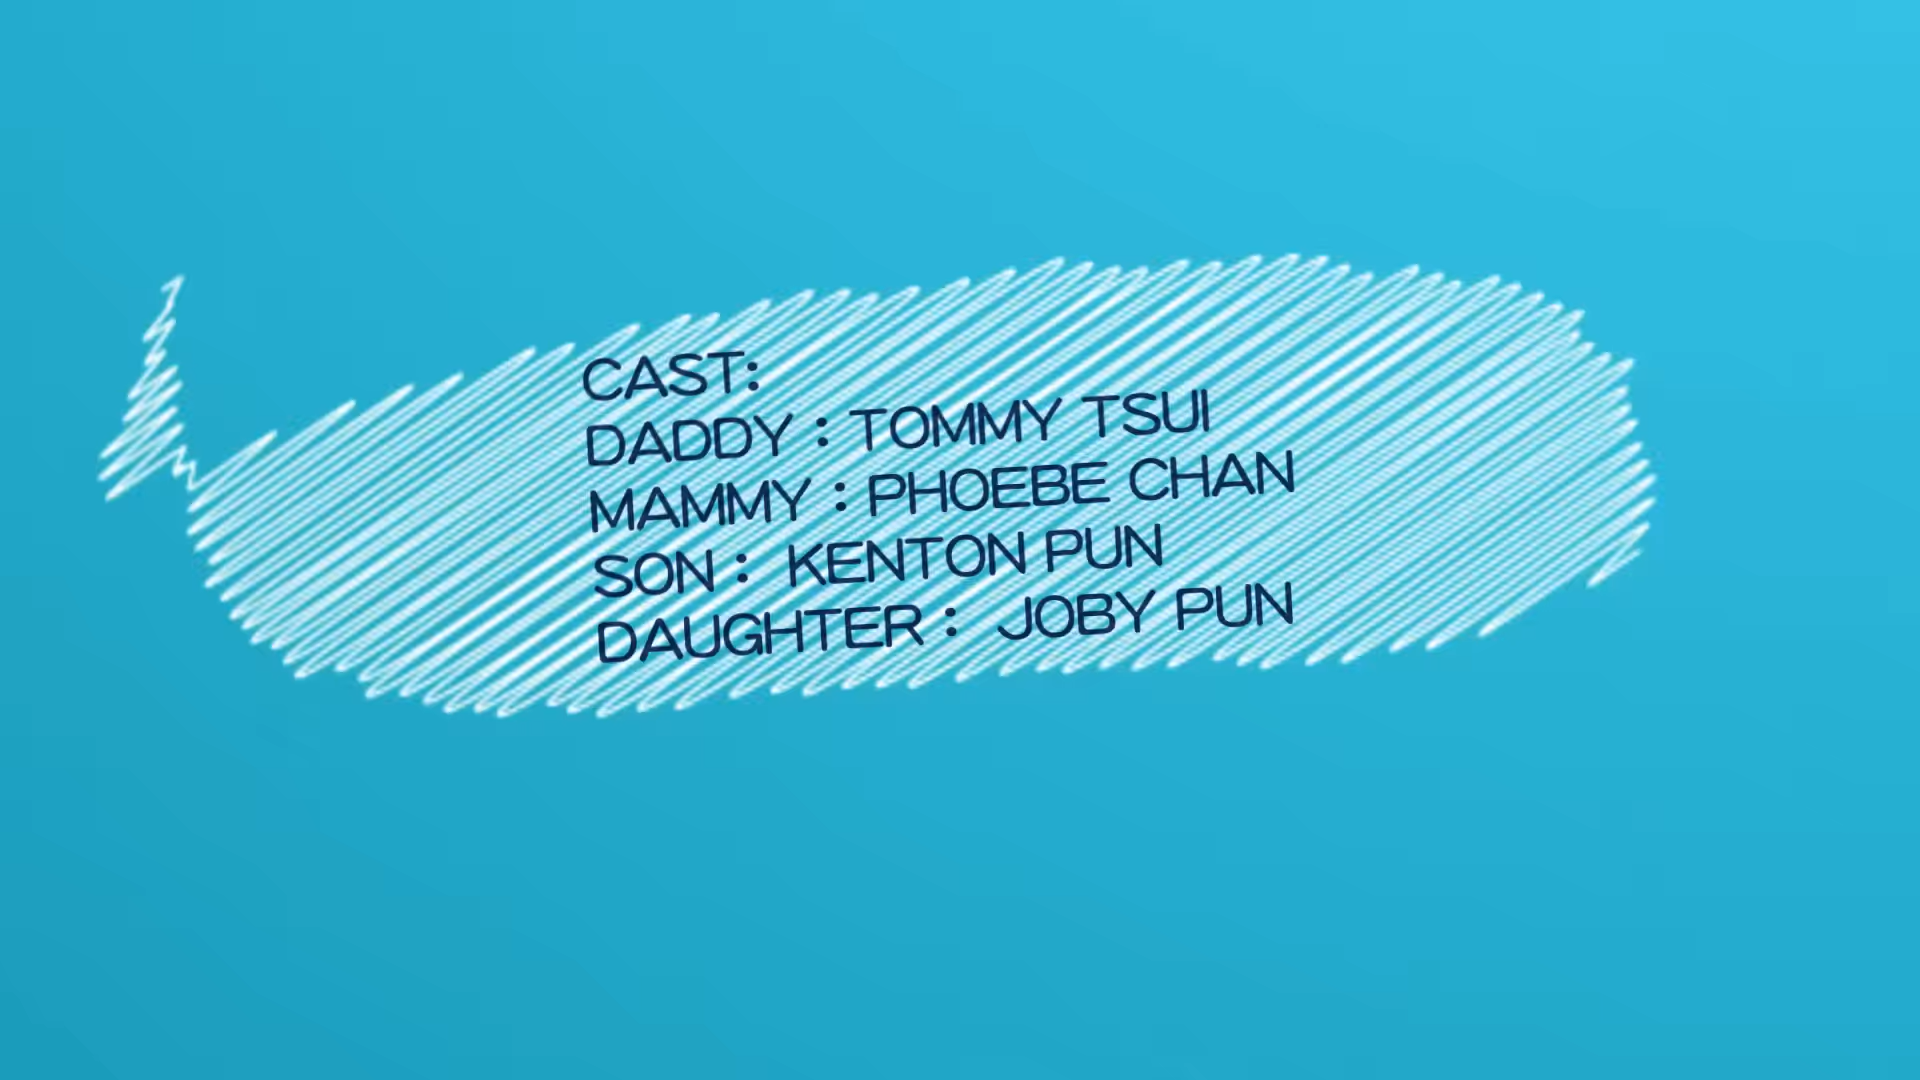 CAST:
DADDY : TOMMY TSUI
MAMMY : PHOEBE CHAN
SON : KENTON PUN
DAUGHTER : JOBY PUN